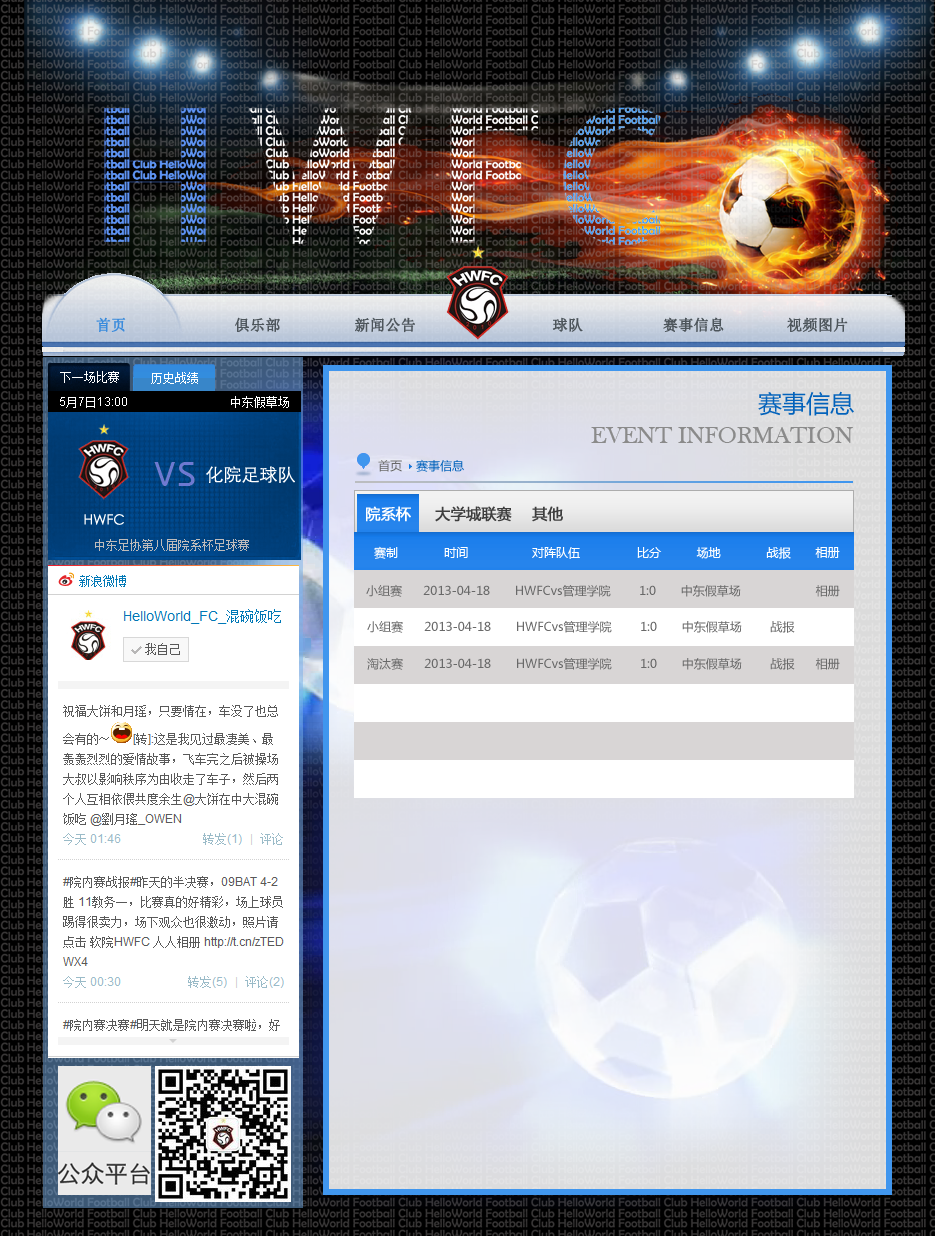 HWFC
HWFC
首页
俱乐部
新闻公告
球队
赛事信息
视频图片
下一场比赛
历史战绩
5月7日13:00
中东假草场
HWFC
VS
化院足球队
HWFC
中东足协第八届院系杯足球赛
新浪微博
HWFC
HelloWorld_FC_混碗饭吃
我自己
祝福大饼和月瑶，只要情在，车没了也总
会有的～[转]:这是我见过最凄美、最
轰轰烈烈的爱情故事，飞车完之后被操场
大叔以影响秩序为由收走了车子，然后两
个人互相依偎共度余生@大饼在中大混碗
饭吃 @劉月瑤_OWEN
今天 01:46
转发(1) | 评论
#院内赛战报#昨天的半决赛，09BAT 4-2
胜 11教务一，比赛真的好精彩，场上球员
踢得很卖力，场下观众也很激动，照片请
点击 软院HWFC 人人相册 http://t.cn/zTED
WX4
今天 00:30
转发(5) | 评论(2)
#院内赛决赛#明天就是院内赛决赛啦，好
公众平台
赛事信息
EVENT INFORMATION
首页 赛事信息
院系杯 大学城联赛 其他
赛制 时间 对阵队伍 比分 场地 战报 相册
小组赛 2013-04-18 HWFCvs管理学院 1:0 中东假草场 相册
小组赛 2013-04-18 HWFCvs管理学院 1:0 中东假草场 战报
淘汰赛 2013-04-18 HWFCvs管理学院 1:0 中东假草场 战报 相册